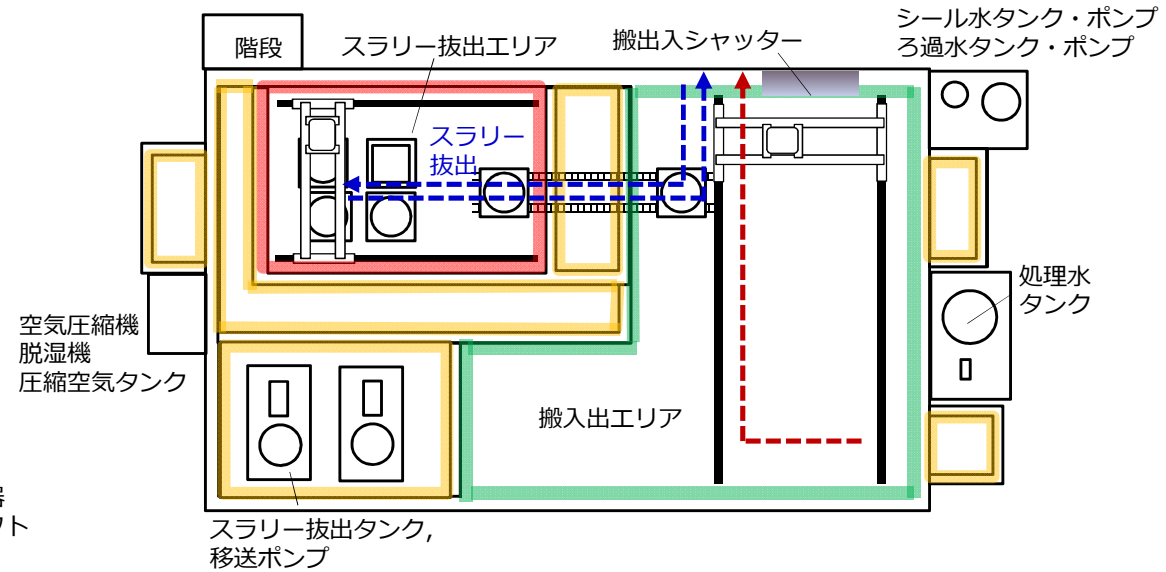 シール水タンク・ポンプ
ろ過水タンク・ポンプ
階段
スラリー抜出エリア
搬出入シャッター
スラリー
抜出
処理水
タンク
空気圧縮機
脱湿機
圧縮空気タンク
搬入出エリア
スラリー抜出タンク，
移送ポンプ